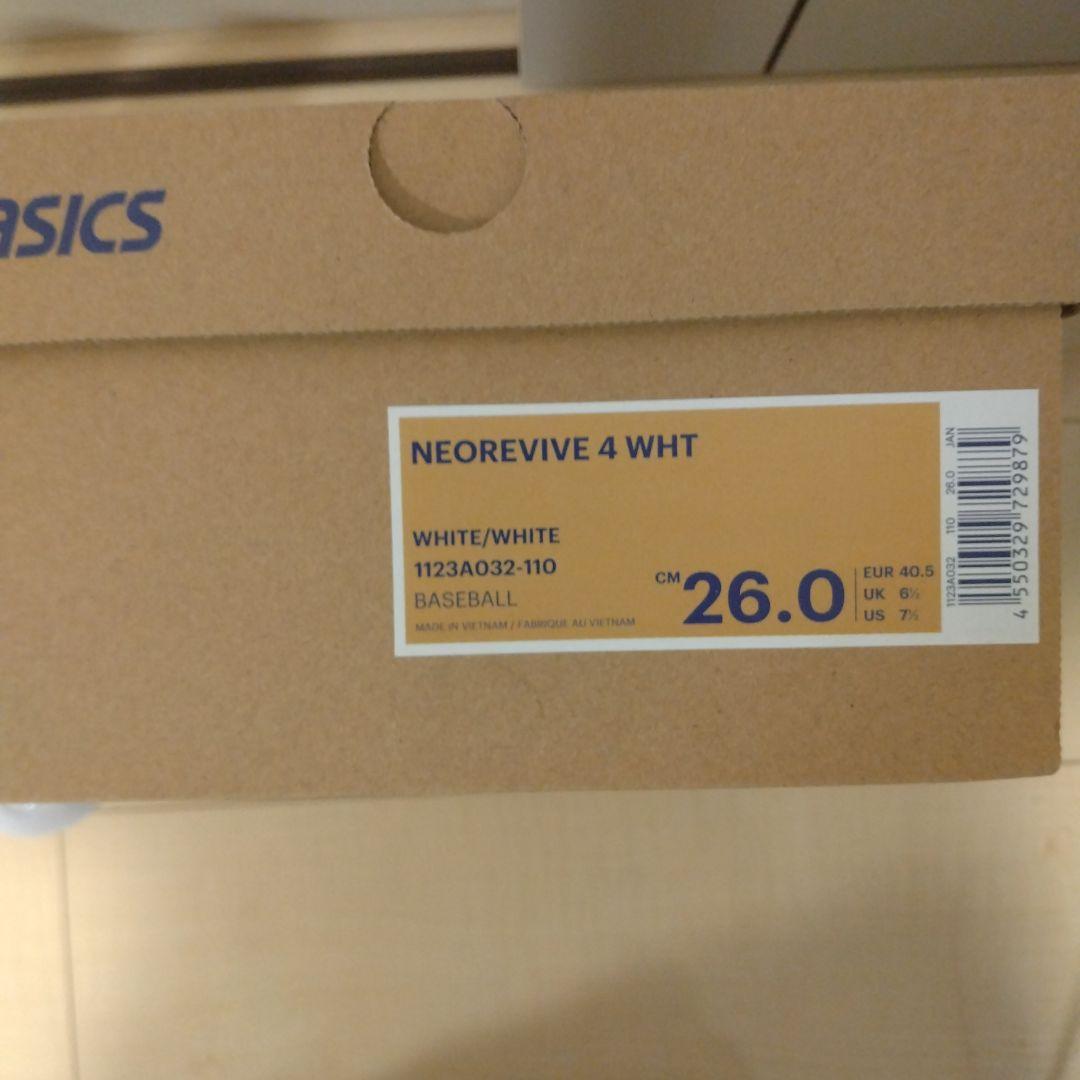 asics
NEOREVIVE 4 WHT
WHITE/WHITE
1123A032-110
BASEBALL
MADE IN VIETNAM / FABRIQUE AU VIETNAM
CM 26.0
EUR 40.5
UK 6½
US 7½
1123A032 110 26.0 JAN
4550329729879